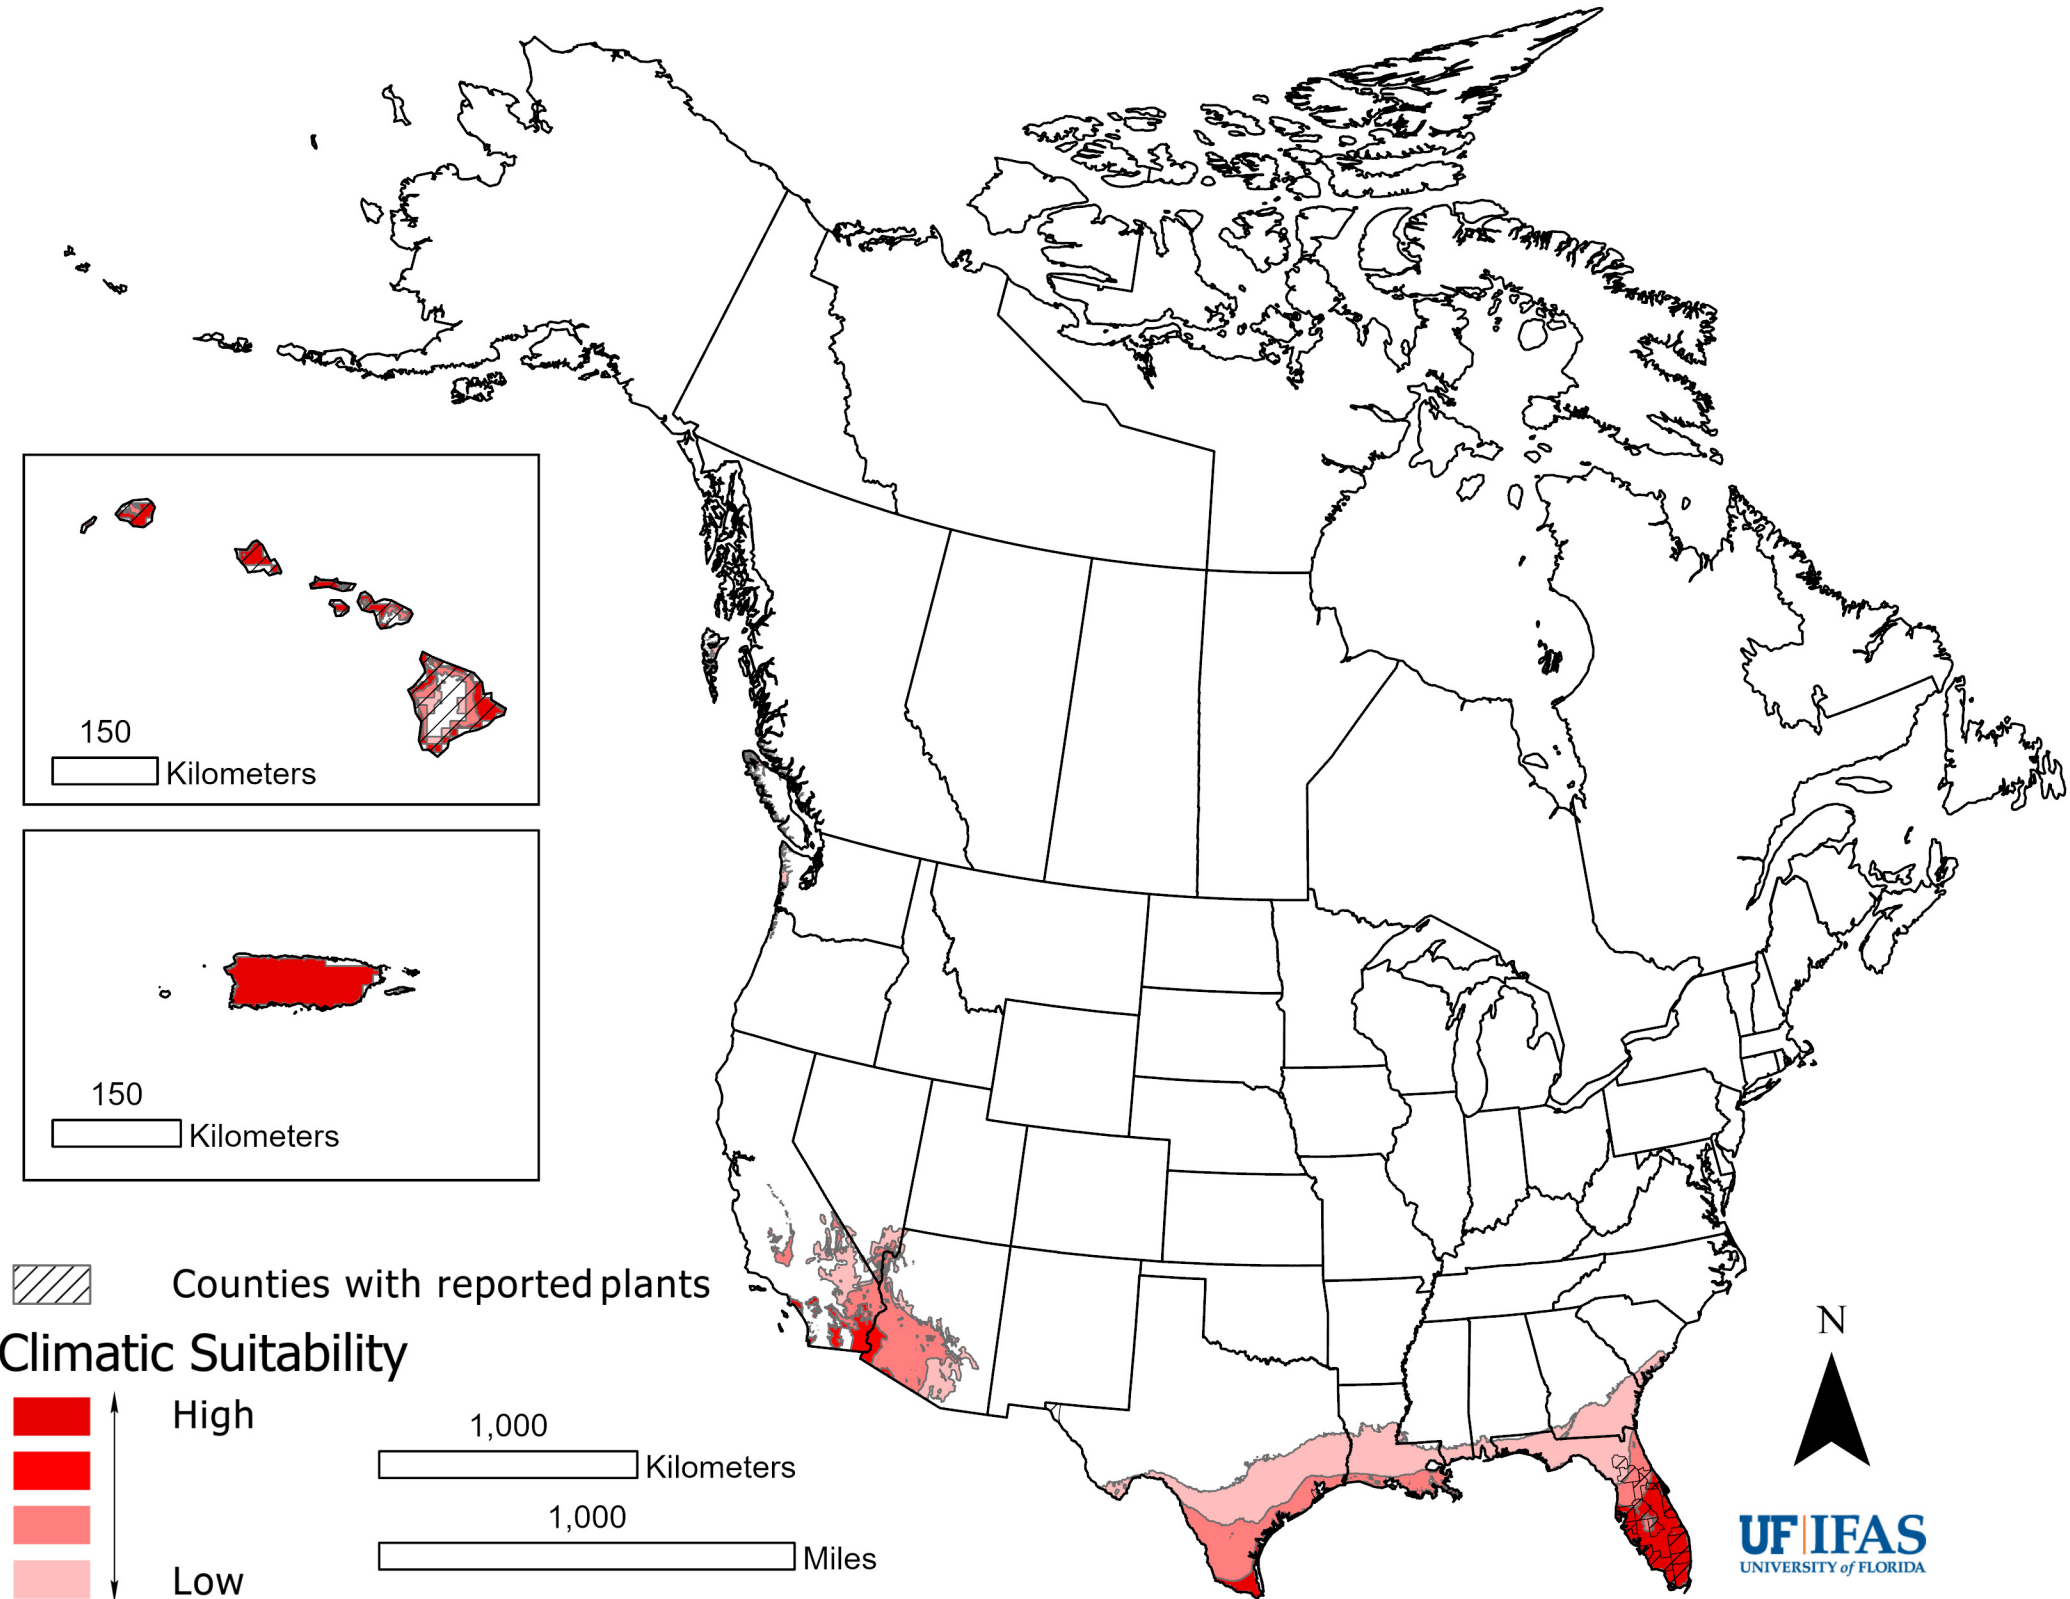 150
Kilometers
150
Kilometers
Counties with reported plants
Climatic Suitability
High
Low
1,000
Kilometers
1,000
Miles
N
UF|IFAS
UNIVERSITY of FLORIDA